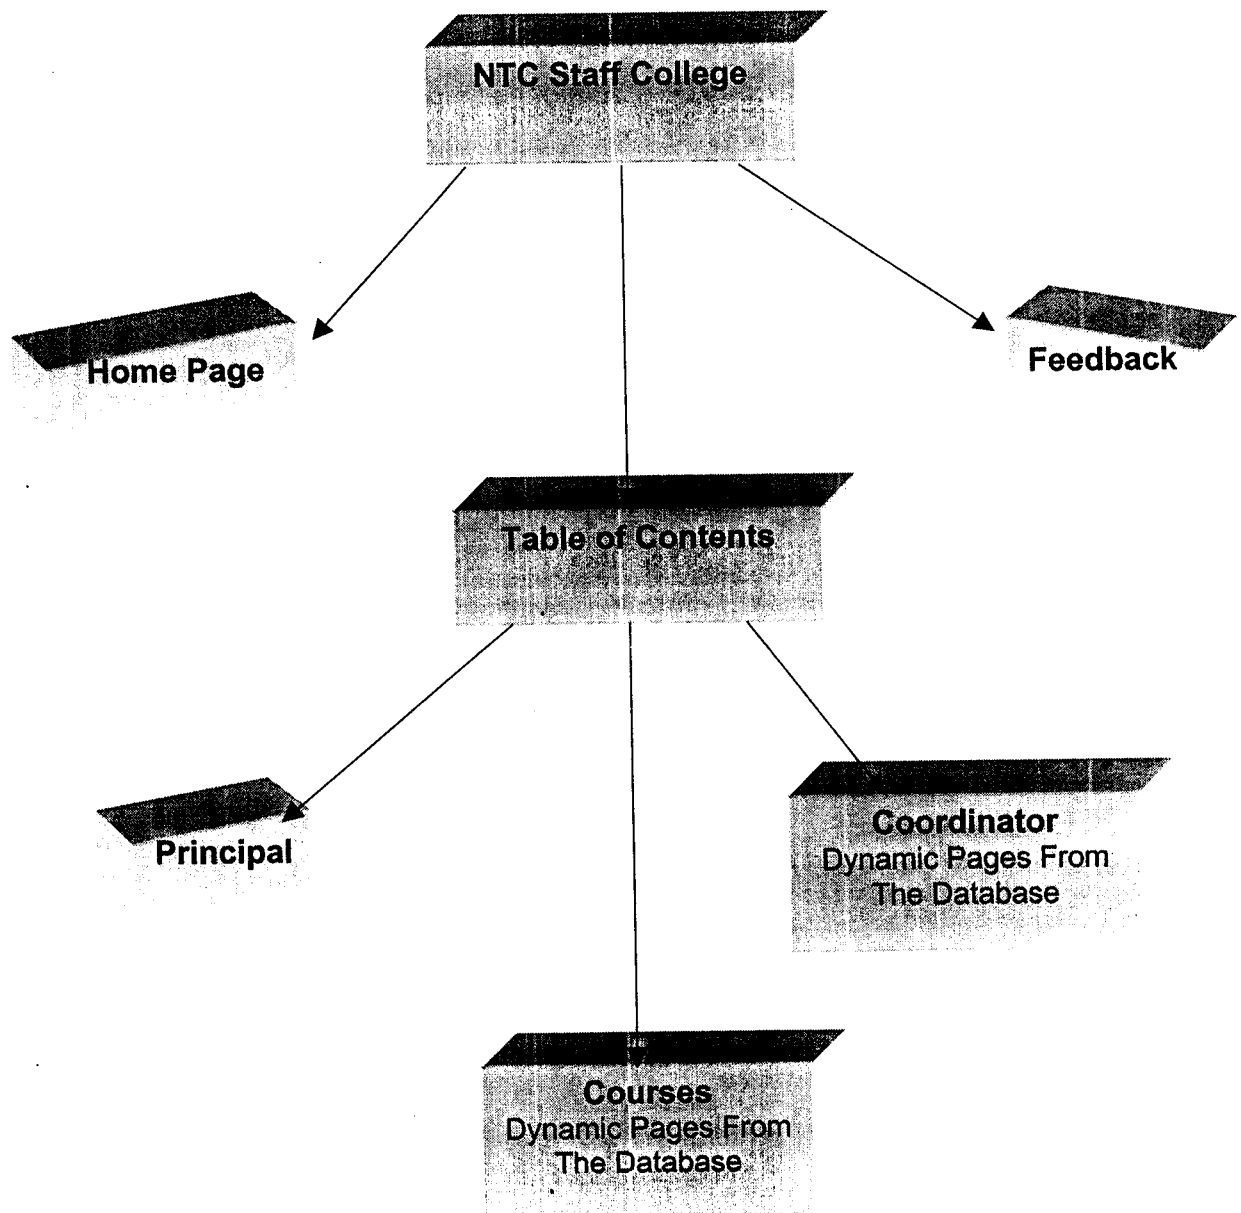 NTC Staff College
Home Page
Feedback
Table of Contents
Principal
Coordinator
Dynamic Pages From
The Database
Courses
Dynamic Pages From
The Database